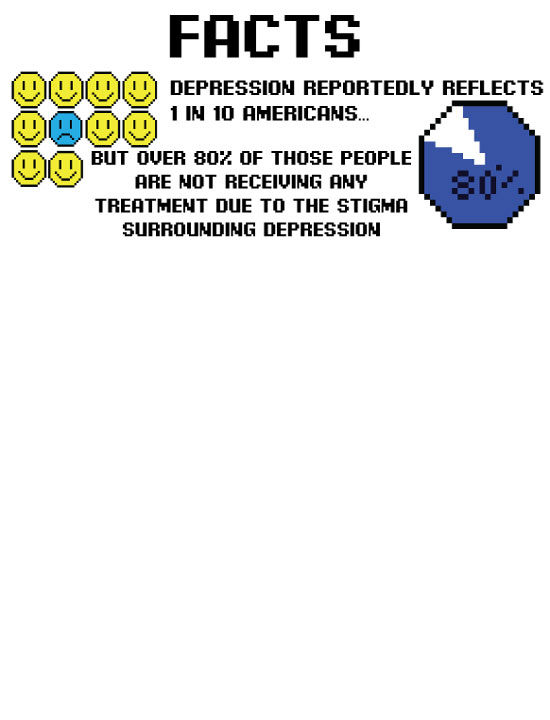 FACTS
DEPRESSION REPORTEDLY REFLECTS
1 IN 10 AMERICANS...
BUT OVER 80% OF THOSE PEOPLE
ARE NOT RECEIVING ANY
TREATMENT DUE TO THE STIGMA
SURROUNDING DEPRESSION
80%